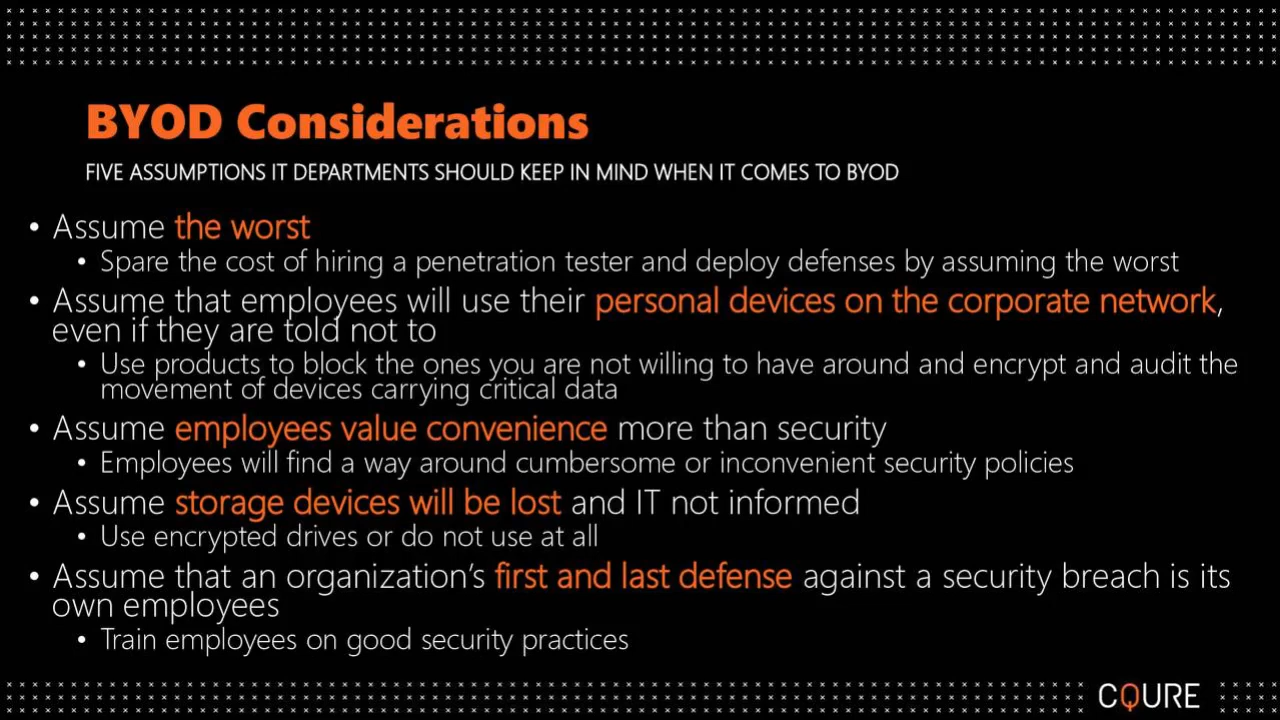 BYOD Considerations
FIVE ASSUMPTIONS IT DEPARTMENTS SHOULD KEEP IN MIND WHEN IT COMES TO BYOD
• Assume the worst
• Spare the cost of hiring a penetration tester and deploy defenses by assuming the worst
• Assume that employees will use their personal devices on the corporate network,
even if they are told not to
• Use products to block the ones you are not willing to have around and encrypt and audit the
movement of devices carrying critical data
• Assume employees value convenience more than security
• Employees will find a way around cumbersome or inconvenient security policies
• Assume storage devices will be lost and IT not informed
• Use encrypted drives or do not use at all
• Assume that an organization's first and last defense against a security breach is its
own employees
• Train employees on good security practices
CQURE